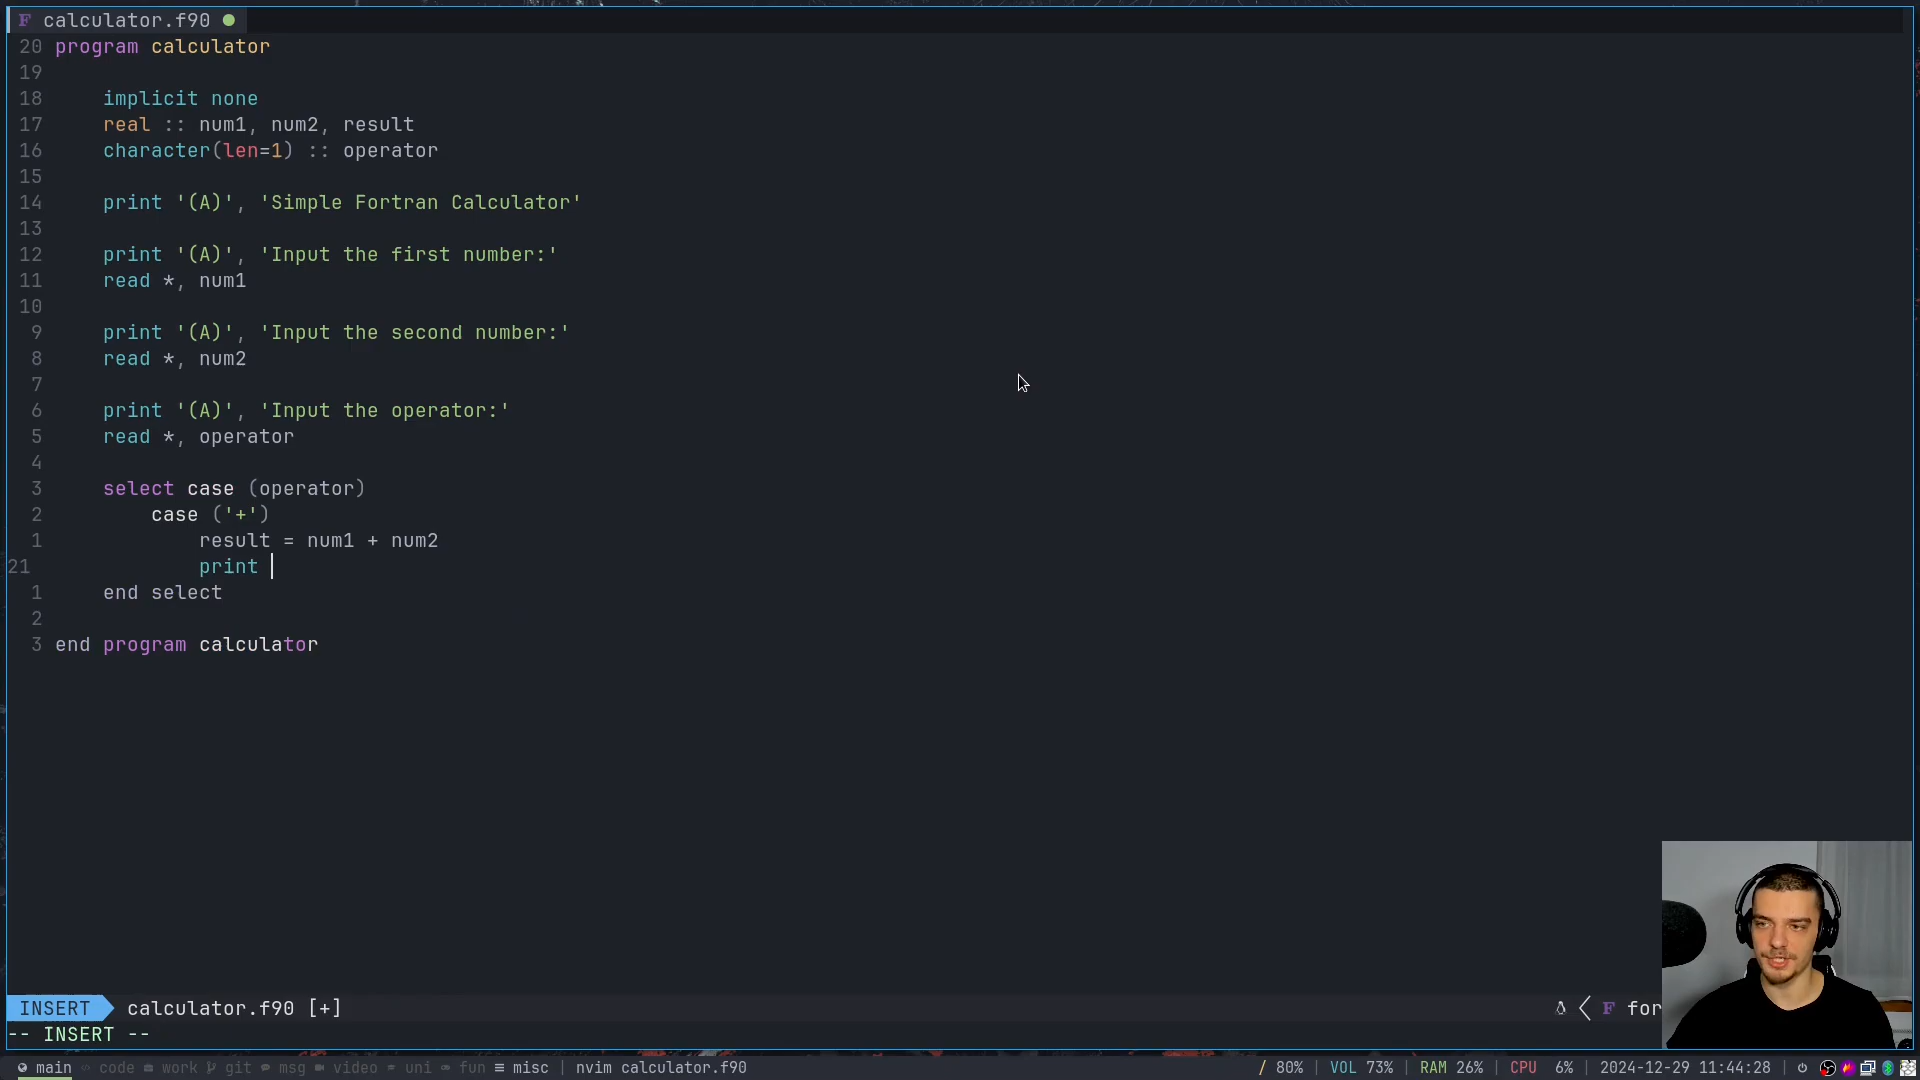 F calculator.f90
20 program calculator
19
18 implicit none
17 real :: num1, num2, result
16 character(len=1) :: operator
15
14 print '(A)', 'Simple Fortran Calculator'
13
12 print '(A)', 'Input the first number:'
11 read *, num1
10
9 print '(A)', 'Input the second number:'
8 read *, num2
7
6 print '(A)', 'Input the operator:'
5 read *, operator
4
3 select case (operator)
2 case ('+')
1 result = num1 + num2
21 print
1 end select
2
3 end program calculator
INSERT calculator.f90 [+] F for
-- INSERT --
main code work git msg video uni fun misc | nvim calculator.f90 / 80% | VOL 73% | RAM 26% | CPU 6% | 2024-12-29 11:44:28 |